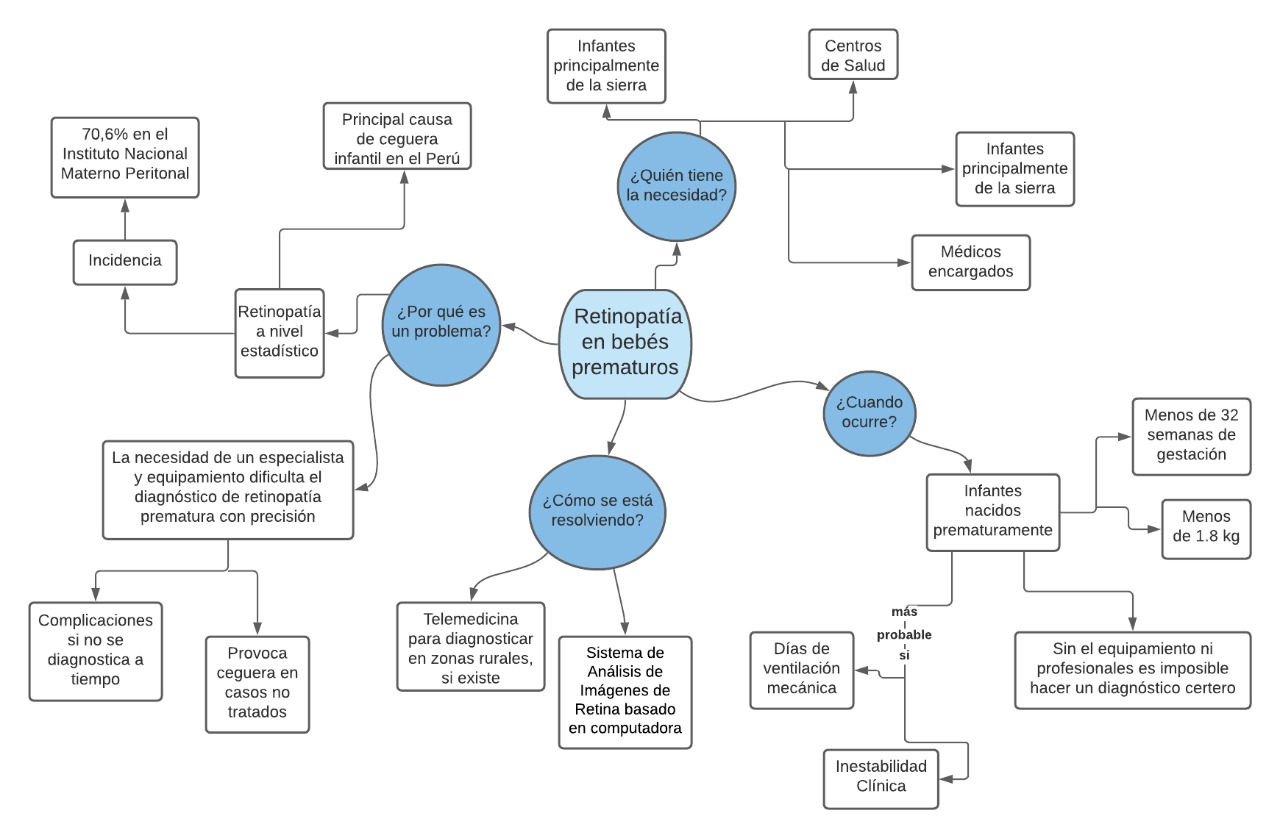 Infantes
principalmente
de la sierra
Centros
de Salud
70,6% en el
Instituto Nacional
Materno Peritonal
Principal causa
de ceguera
infantil en el Perú
¿Quién tiene
la necesidad?
Infantes
principalmente
de la sierra
Incidencia
Médicos
encargados
Retinopatía
a nivel
estadístico
¿Por qué es
un problema?
Retinopatía
en bebés
prematuros
¿Cuando
ocurre?
Menos de 32
semanas de
gestación
La necesidad de un especialista
y equipamiento dificulta el
diagnóstico de retinopatía
prematura con precisión
¿Cómo se está
resolviendo?
Infantes
nacidos
prematuramente
Menos
de 1.8 kg
Complicaciones
si no se
diagnostica a
tiempo
Provoca
ceguera en
casos no
tratados
Telemedicina
para diagnosticar
en zonas rurales,
si existe
Sistema de
Análisis de
Imágenes de
Retina basado
en computadora
más
probable
si
Días de
ventilación
mecánica
Sin el equipamiento ni
profesionales es imposible
hacer un diagnóstico certero
Inestabilidad
Clínica